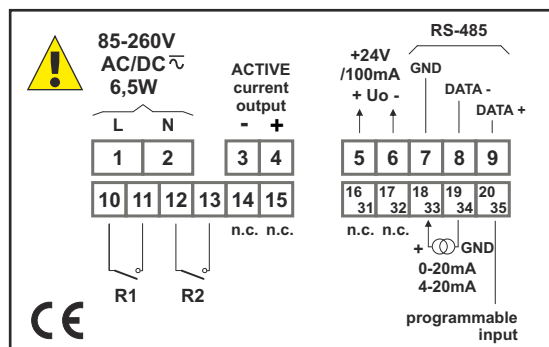 85-260V
AC/DC
6,5W
L N
ACTIVE
current
output
- +
+24V
/100mA
+ Uo -
RS-485
GND
DATA -
DATA +
1 2 3 4 5 6 7 8 9
10 11 12 13 14 15 16 31 17 32 18 33 19 34 20 35
n.c. n.c. n.c. n.c.
R1 R2
+ GND
0-20mA
4-20mA
programmable
input
CE